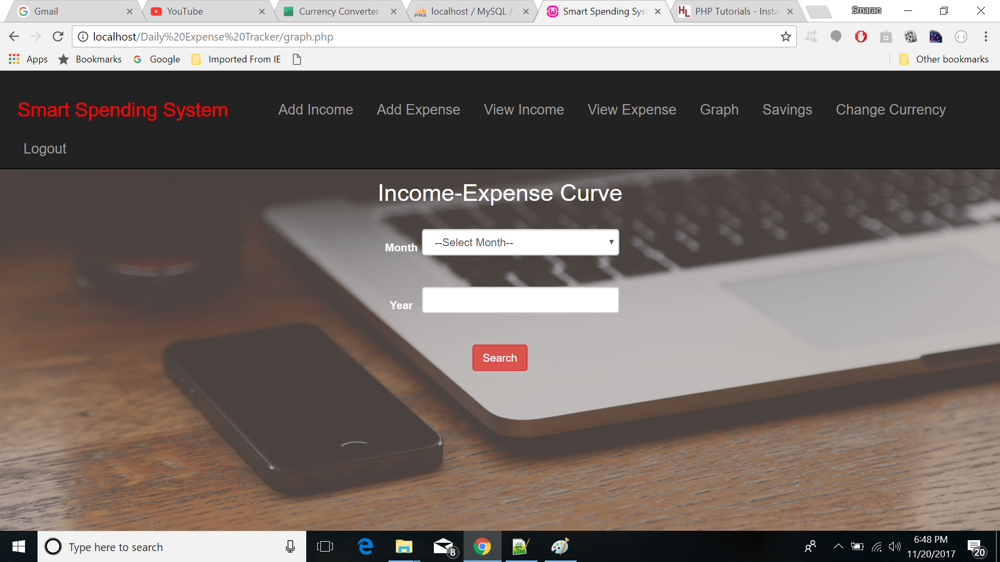 Gmail YouTube Currency Converter localhost / MySQL / Smart Spending Syst PHP Tutorials - Insta Smaran
localhost/Daily%20Expense%20Tracker/graph.php
Apps Bookmarks Google Imported From IE Other bookmarks
Smart Spending System Add Income Add Expense View Income View Expense Graph Savings Change Currency
Logout
Income-Expense Curve
Month --Select Month--
Year
Search
Type here to search
8
6:48 PM
11/20/2017
20